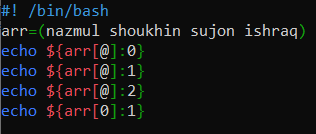 #! /bin/bash
arr=(nazmul shoukhin sujon ishraq)
echo ${arr[@]:0}
echo ${arr[@]:1}
echo ${arr[@]:2}
echo ${arr[0]:1}